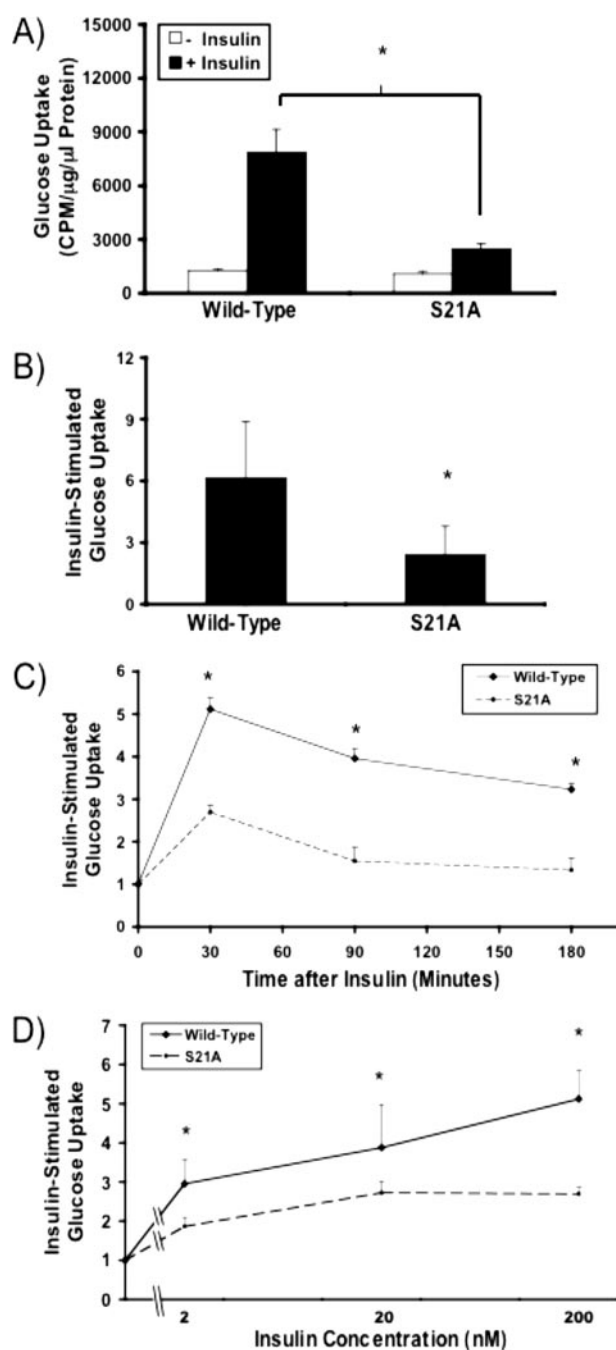 A)
- Insulin
+ Insulin
*
Glucose Uptake
(CPM/µg/µl Protein)
15000
12000
9000
6000
3000
0
Wild-Type S21A
B)
Insulin-Stimulated
Glucose Uptake
12
9
6
3
0
*
Wild-Type S21A
C)
Insulin-Stimulated
Glucose Uptake
6
5
4
3
2
1
0
* * *
Wild-Type
S21A
0 30 60 90 120 150 180
Time after Insulin (Minutes)
D)
Insulin-Stimulated
Glucose Uptake
7
6
5
4
3
2
1
0
Wild-Type
S21A
* * *
2 20 200
Insulin Concentration (nM)